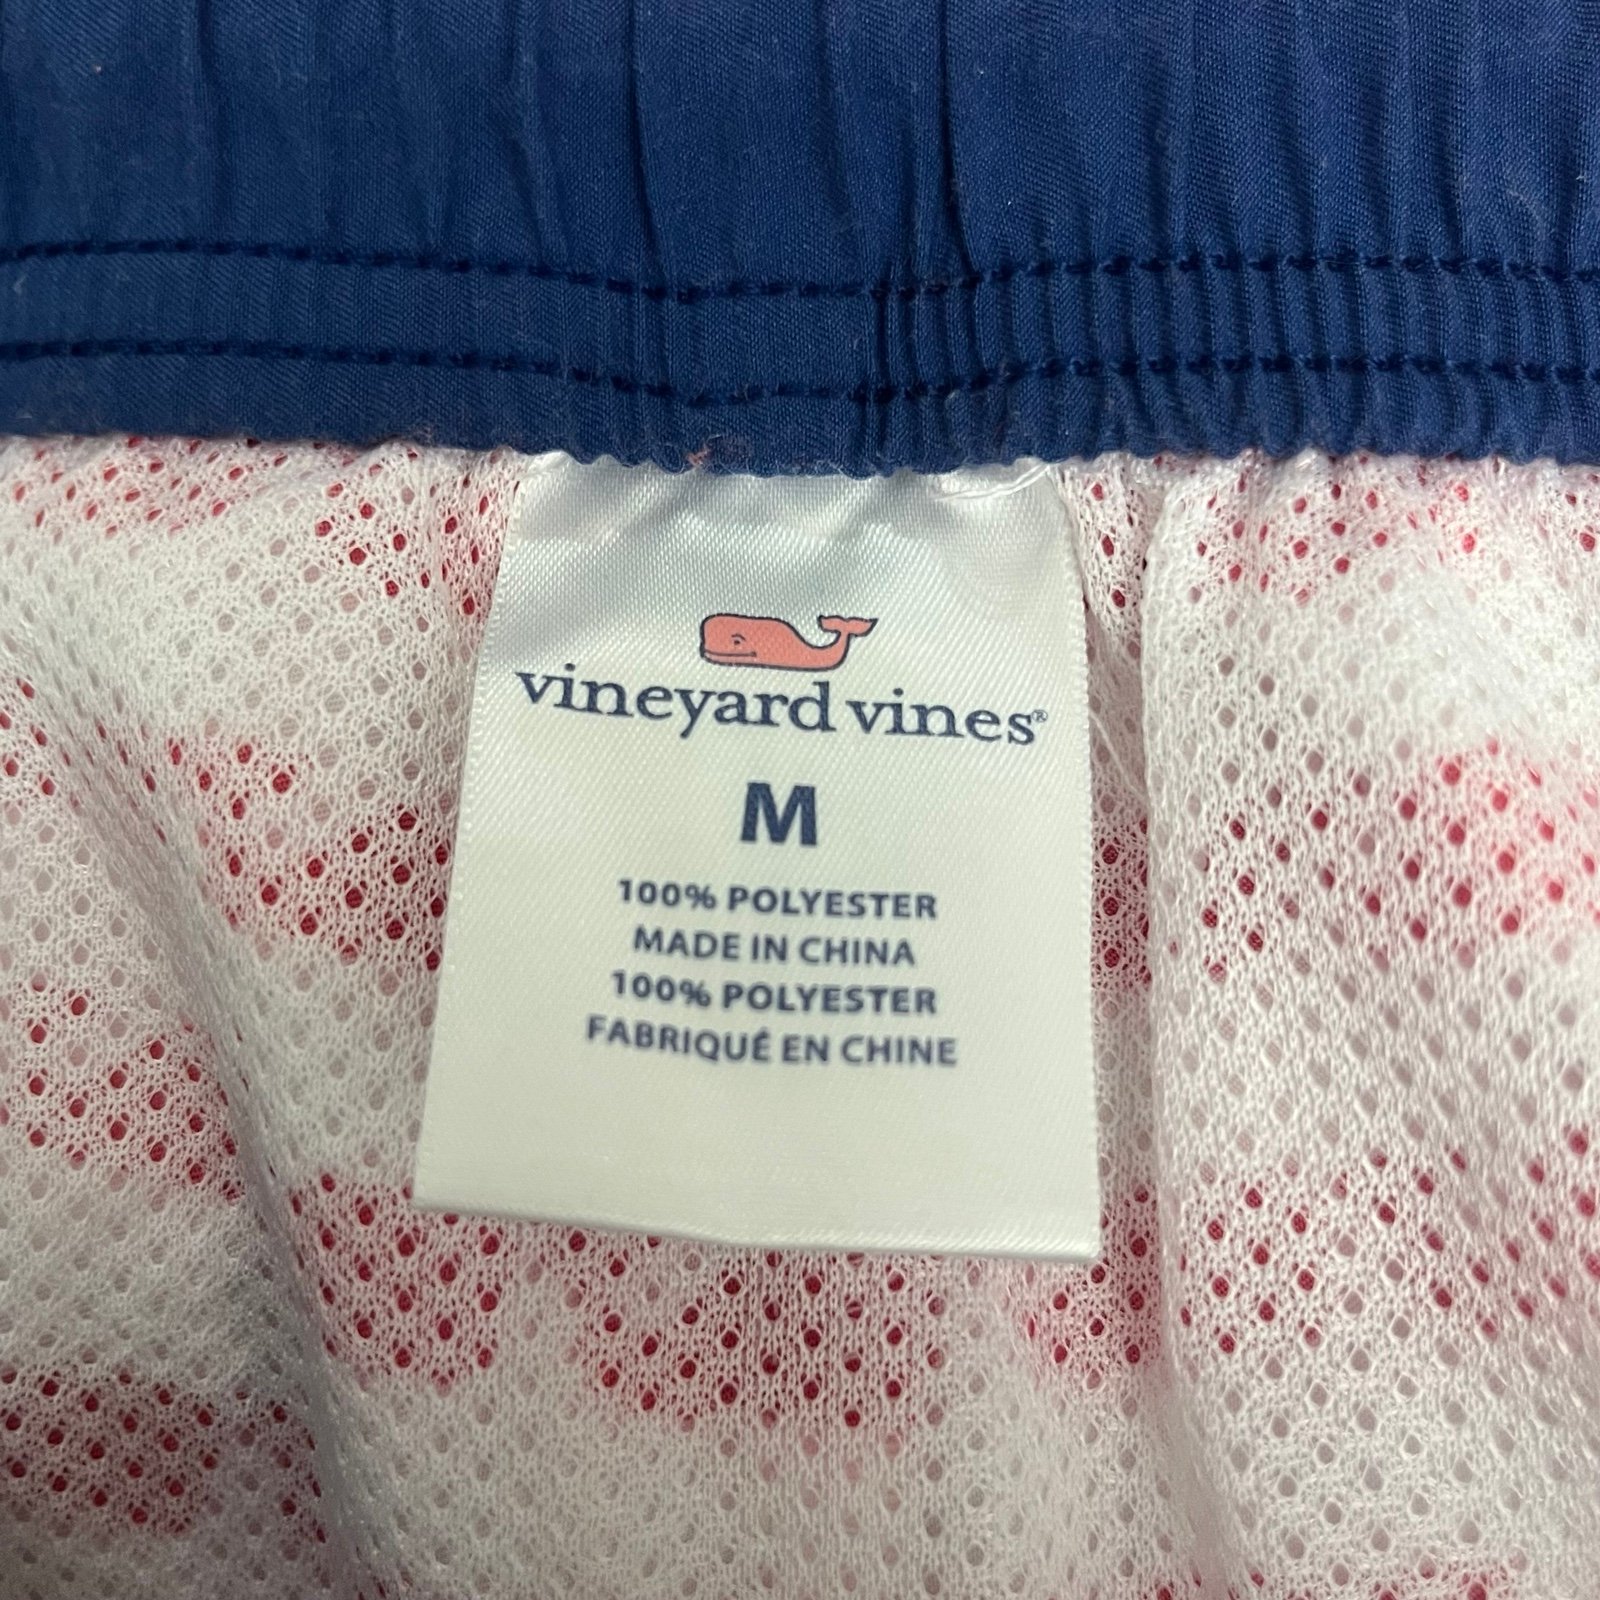 vineyard vines®
M
100% POLYESTER
MADE IN CHINA
100% POLYESTER
FABRIQUÉ EN CHINE